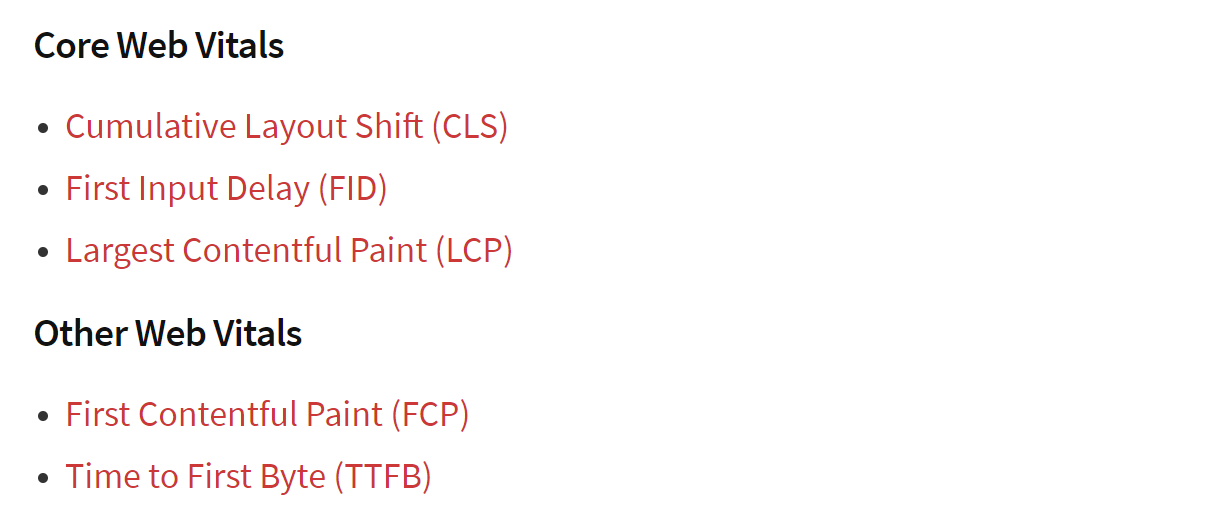 Core Web Vitals
Cumulative Layout Shift (CLS)
First Input Delay (FID)
Largest Contentful Paint (LCP)
Other Web Vitals
First Contentful Paint (FCP)
Time to First Byte (TTFB)